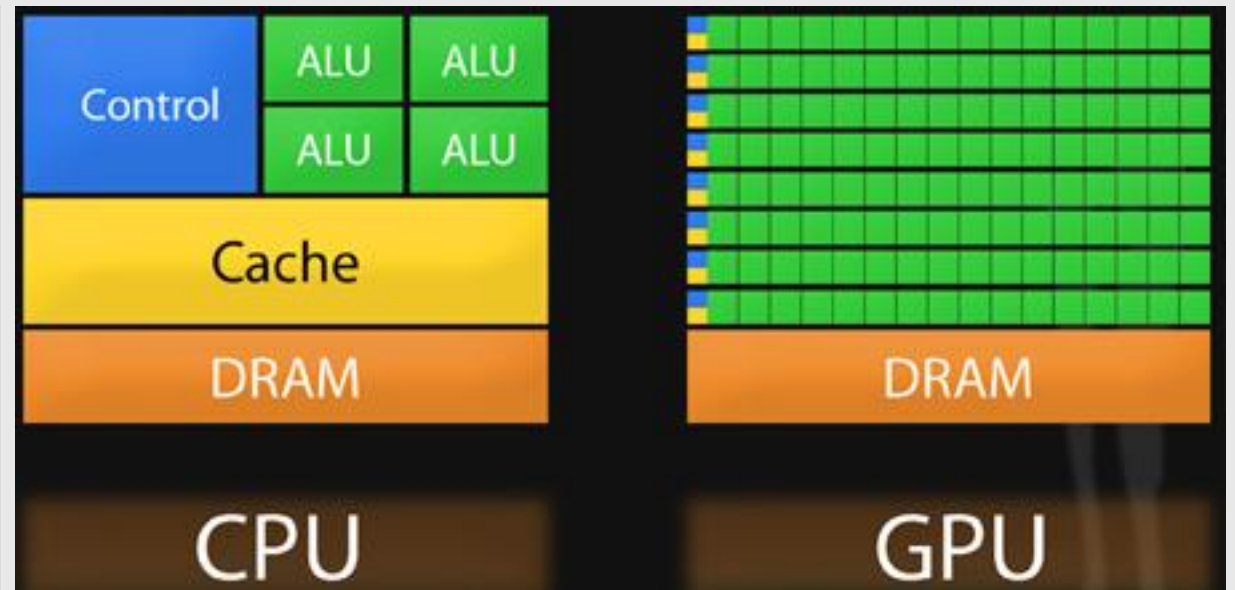 Control
ALU ALU
ALU ALU
Cache
DRAM
CPU
DRAM
GPU